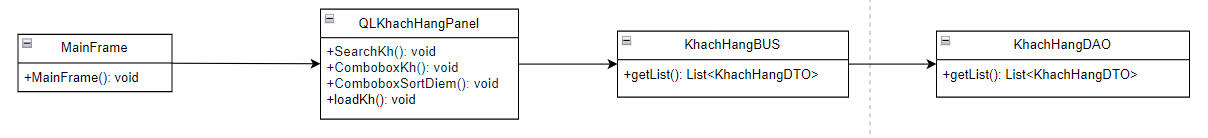 MainFrame
+MainFrame(): void
QLKhachHangPanel
+SearchKh(): void
+ComboboxKh(): void
+ComboboxSortDiem(): void
+loadKh(): void
KhachHangBUS
+getList(): List<KhachHangDTO>
KhachHangDAO
+getList(): List<KhachHangDTO>